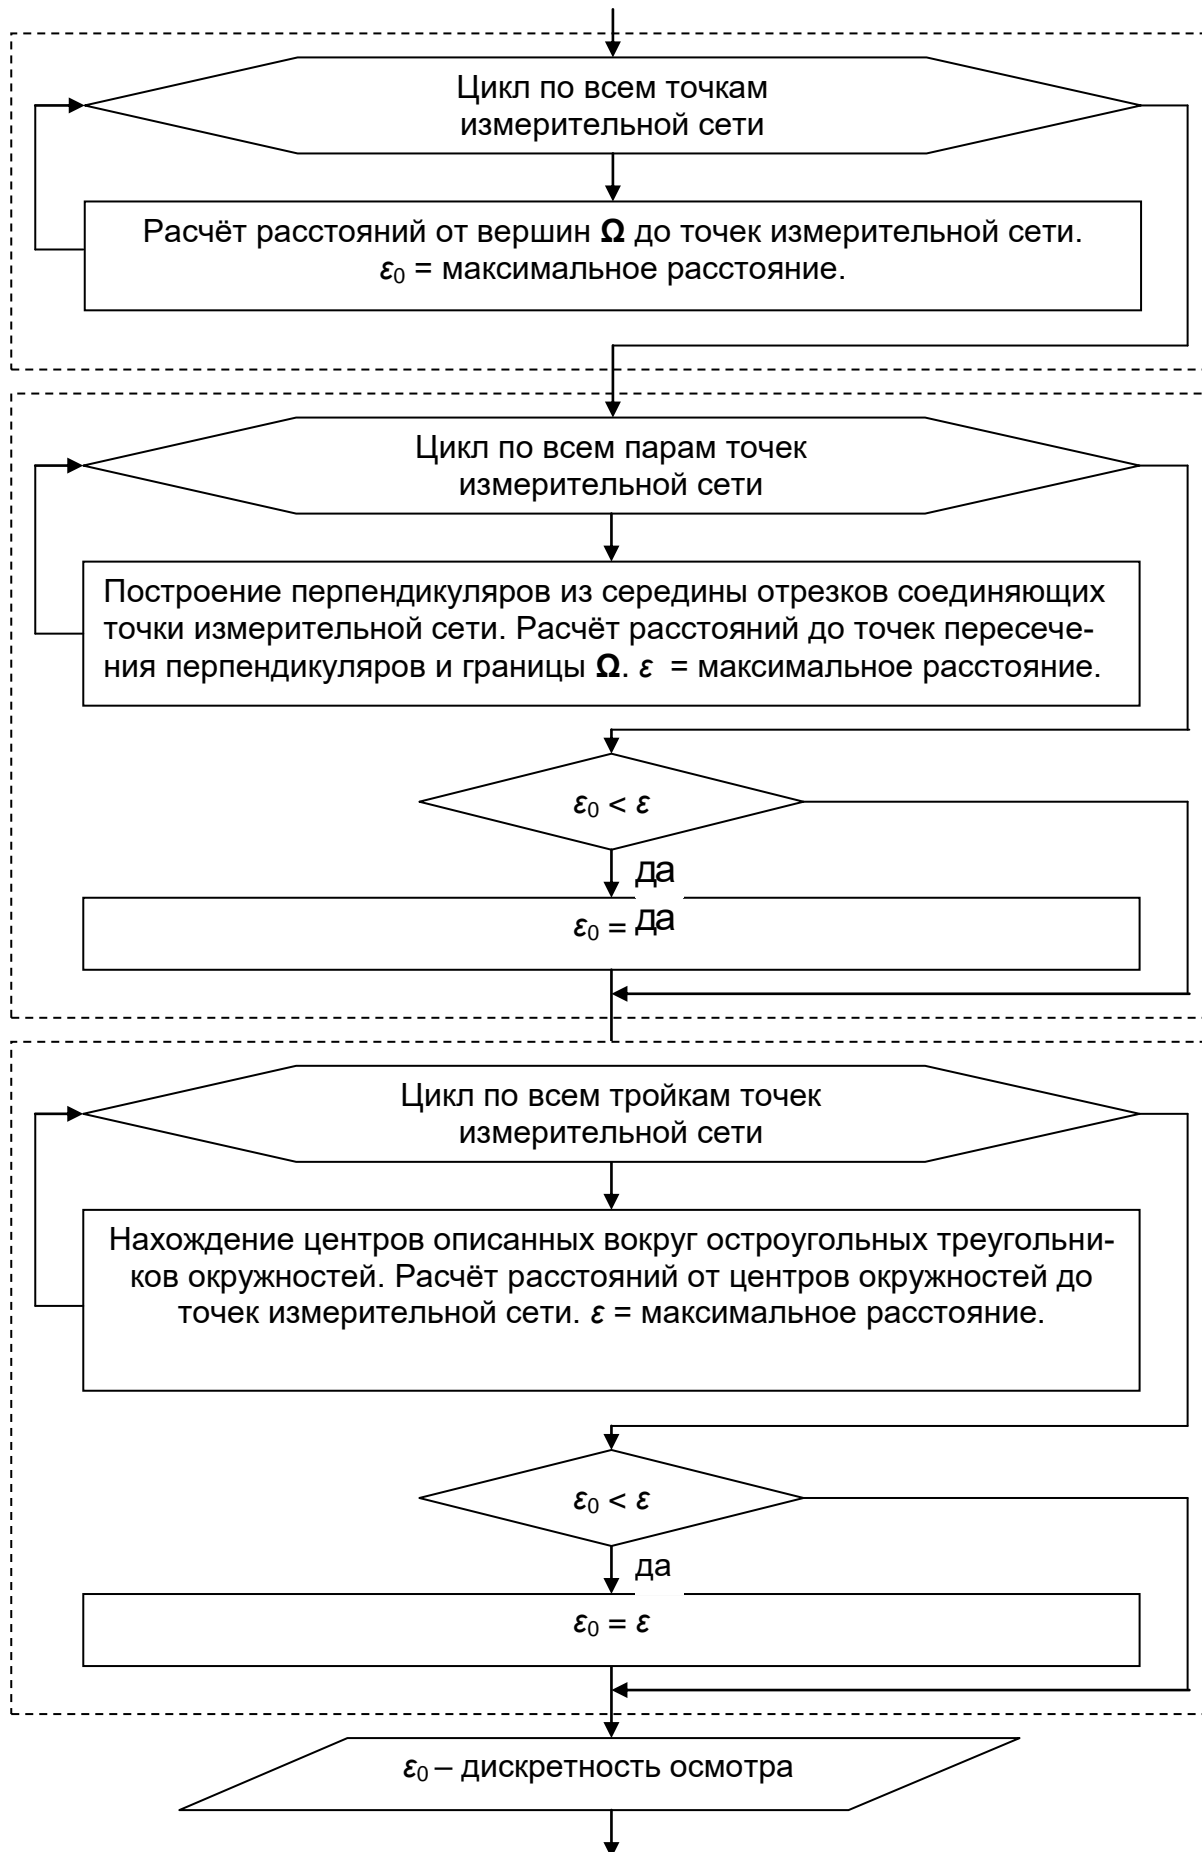 Цикл по всем точкам
измерительной сети
Расчёт расстояний от вершин Ω до точек измерительной сети.
ε₀ = максимальное расстояние.
Цикл по всем парам точек
измерительной сети
Построение перпендикуляров из середины отрезков соединяющих
точки измерительной сети. Расчёт расстояний до точек пересече-
ния перпендикуляров и границы Ω. ε = максимальное расстояние.
ε₀ < ε
да
ε₀ = да
Цикл по всем тройкам точек
измерительной сети
Нахождение центров описанных вокруг остроугольных треугольни-
ков окружностей. Расчёт расстояний от центров окружностей до
точек измерительной сети. ε = максимальное расстояние.
ε₀ < ε
да
ε₀ = ε
ε₀ – дискретность осмотра